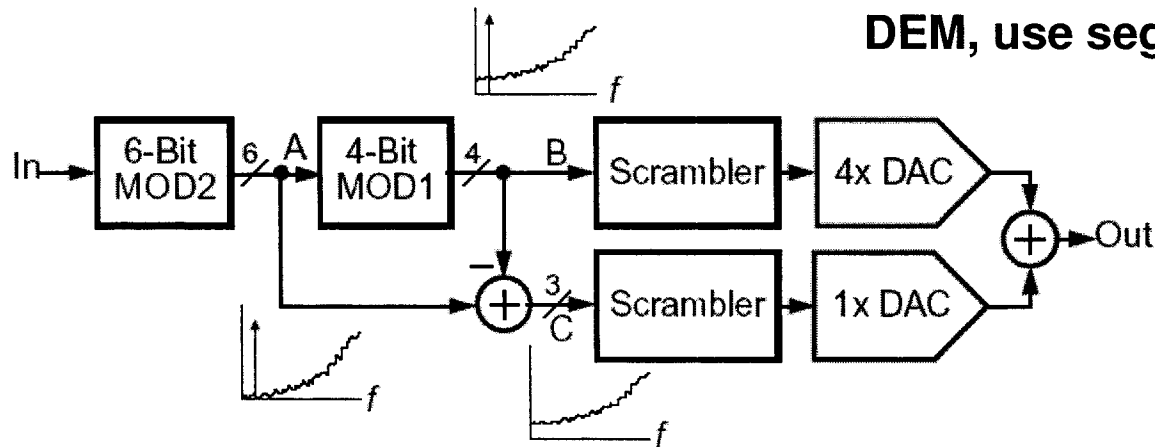 DEM, use seg
f
In
6-Bit
MOD2
6
A
4-Bit
MOD1
4
B
Scrambler
4x DAC
+
Out
−
+
3
C
Scrambler
1x DAC
f
f